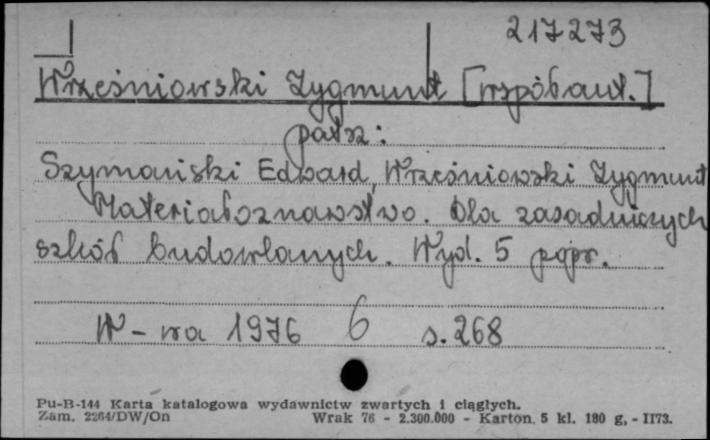 217273
Wrześniowski Zygmunt [współaut.]
patrz:
Szymański Edward, Wrześniowski Zygmunt
Materiałoznawstwo. Dla zasadniczych
szkół budowlanych. Wyd. 5 popr.
W-wa 1976 6 s. 268
Pu-B-144 Karta katalogowa wydawnictw zwartych i ciągłych.
Zam. 2264/DW/On Wrak 76 - 2.300.000 - Karton. 5 kl. 180 g, - II73.